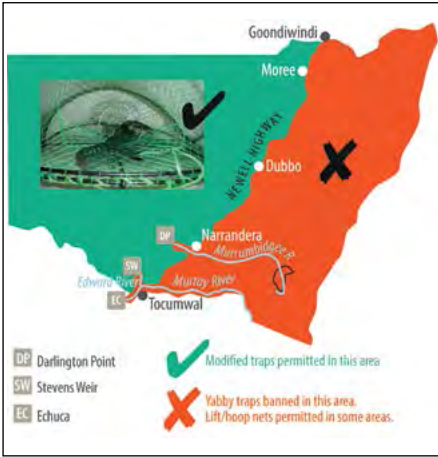 Goondiwindi
Moree
NEWELL HIGHWAY
Dubbo
DP
Narrandera
Murrumbidgee R
SW
Edward River
Murray River
EC
Tocumwal
DP Darlington Point
SW Stevens Weir
EC Echuca
Modified traps permitted in this area
Yabby traps banned in this area.
Lift/hoop nets permitted in some areas.